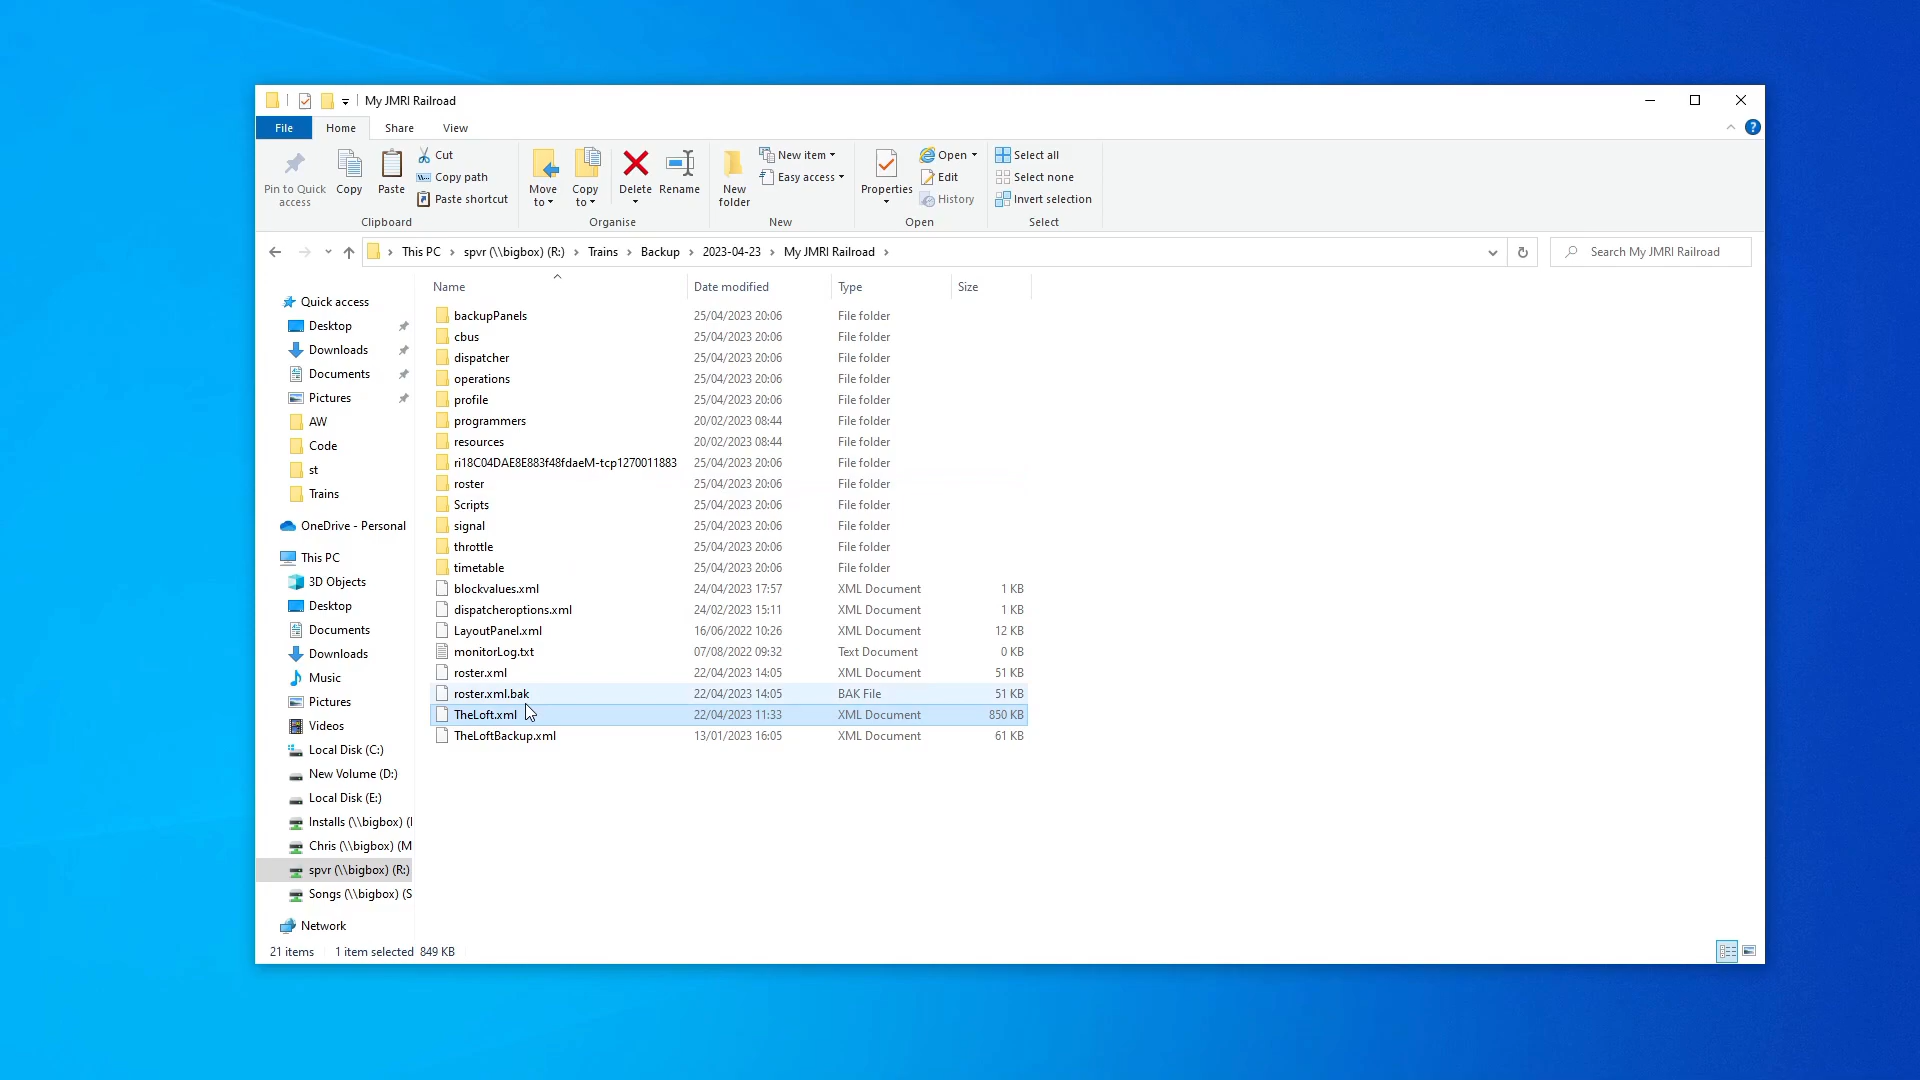 My JMRI Railroad
File Home Share View
Pin to Quick access
Copy
Paste
Cut
Copy path
Paste shortcut
Clipboard
Move to
Copy to
Delete
Rename
Organise
New folder
New item
Easy access
New
Properties
Open
Edit
History
Open
Select all
Select none
Invert selection
Select
This PC > spvr (\\bigbox) (R:) > Trains > Backup > 2023-04-23 > My JMRI Railroad >
Search My JMRI Railroad
Quick access
Desktop
Downloads
Documents
Pictures
AW
Code
st
Trains
OneDrive - Personal
This PC
3D Objects
Desktop
Documents
Downloads
Music
Pictures
Videos
Local Disk (C:)
New Volume (D:)
Local Disk (E:)
Installs (\\bigbox) (I
Chris (\\bigbox) (M
spvr (\\bigbox) (R:)
Songs (\\bigbox) (S
Network
Name Date modified Type Size
backupPanels 25/04/2023 20:06 File folder
cbus 25/04/2023 20:06 File folder
dispatcher 25/04/2023 20:06 File folder
operations 25/04/2023 20:06 File folder
profile 25/04/2023 20:06 File folder
programmers 20/02/2023 08:44 File folder
resources 20/02/2023 08:44 File folder
ri18C04DAE8E883f48fdaeM-tcp1270011883 25/04/2023 20:06 File folder
roster 25/04/2023 20:06 File folder
Scripts 25/04/2023 20:06 File folder
signal 25/04/2023 20:06 File folder
throttle 25/04/2023 20:06 File folder
timetable 25/04/2023 20:06 File folder
blockvalues.xml 24/04/2023 17:57 XML Document 1 KB
dispatcheroptions.xml 24/02/2023 15:11 XML Document 1 KB
LayoutPanel.xml 16/06/2022 10:26 XML Document 12 KB
monitorLog.txt 07/08/2022 09:32 Text Document 0 KB
roster.xml 22/04/2023 14:05 XML Document 51 KB
roster.xml.bak 22/04/2023 14:05 BAK File 51 KB
TheLoft.xml 22/04/2023 11:33 XML Document 850 KB
TheLoftBackup.xml 13/01/2023 16:05 XML Document 61 KB
21 items 1 item selected 849 KB